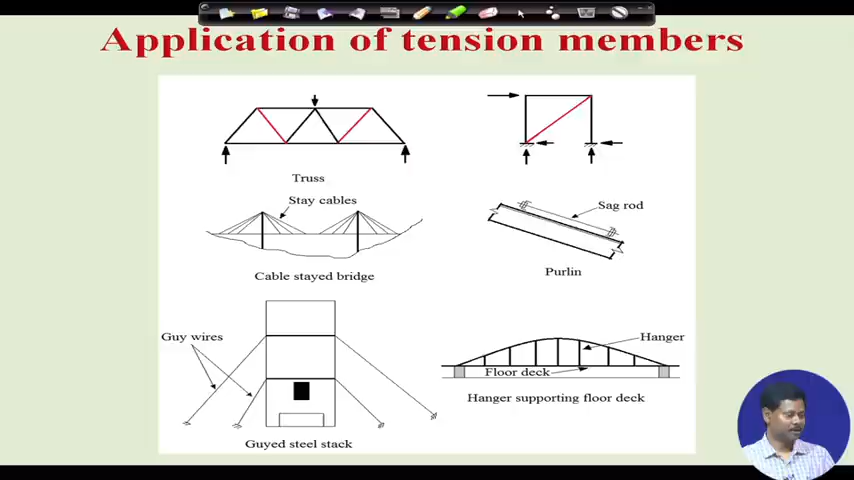 Application of tension members
Truss
Stay cables
Sag rod
Cable stayed bridge
Purlin
Guy wires
Hanger
Floor deck
Hanger supporting floor deck
Guyed steel stack